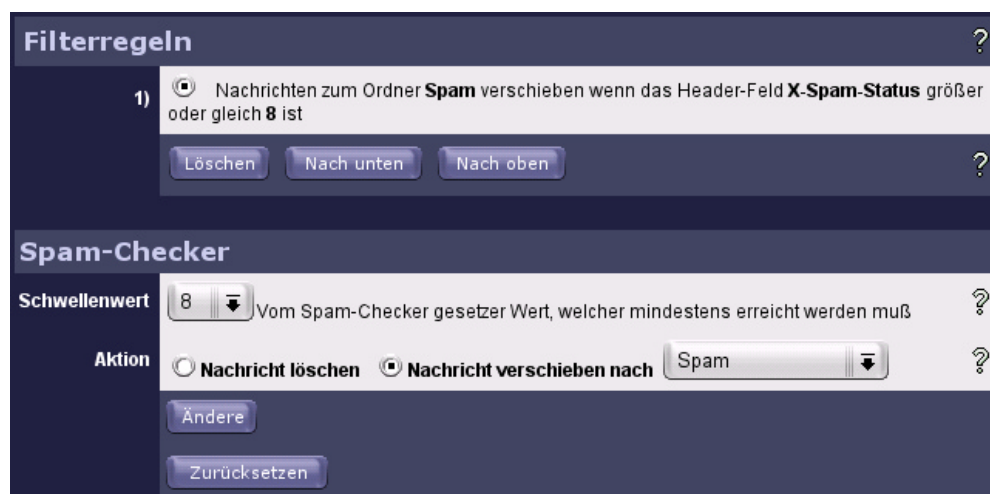 Filterregeln ?
1) Nachrichten zum Ordner Spam verschieben wenn das Header-Feld X-Spam-Status größer
oder gleich 8 ist
Löschen Nach unten Nach oben ?
Spam-Checker
Schwellenwert 8 Vom Spam-Checker gesetzer Wert, welcher mindestens erreicht werden muß ?
Aktion Nachricht löschen Nachricht verschieben nach Spam ?
Ändere
Zurücksetzen